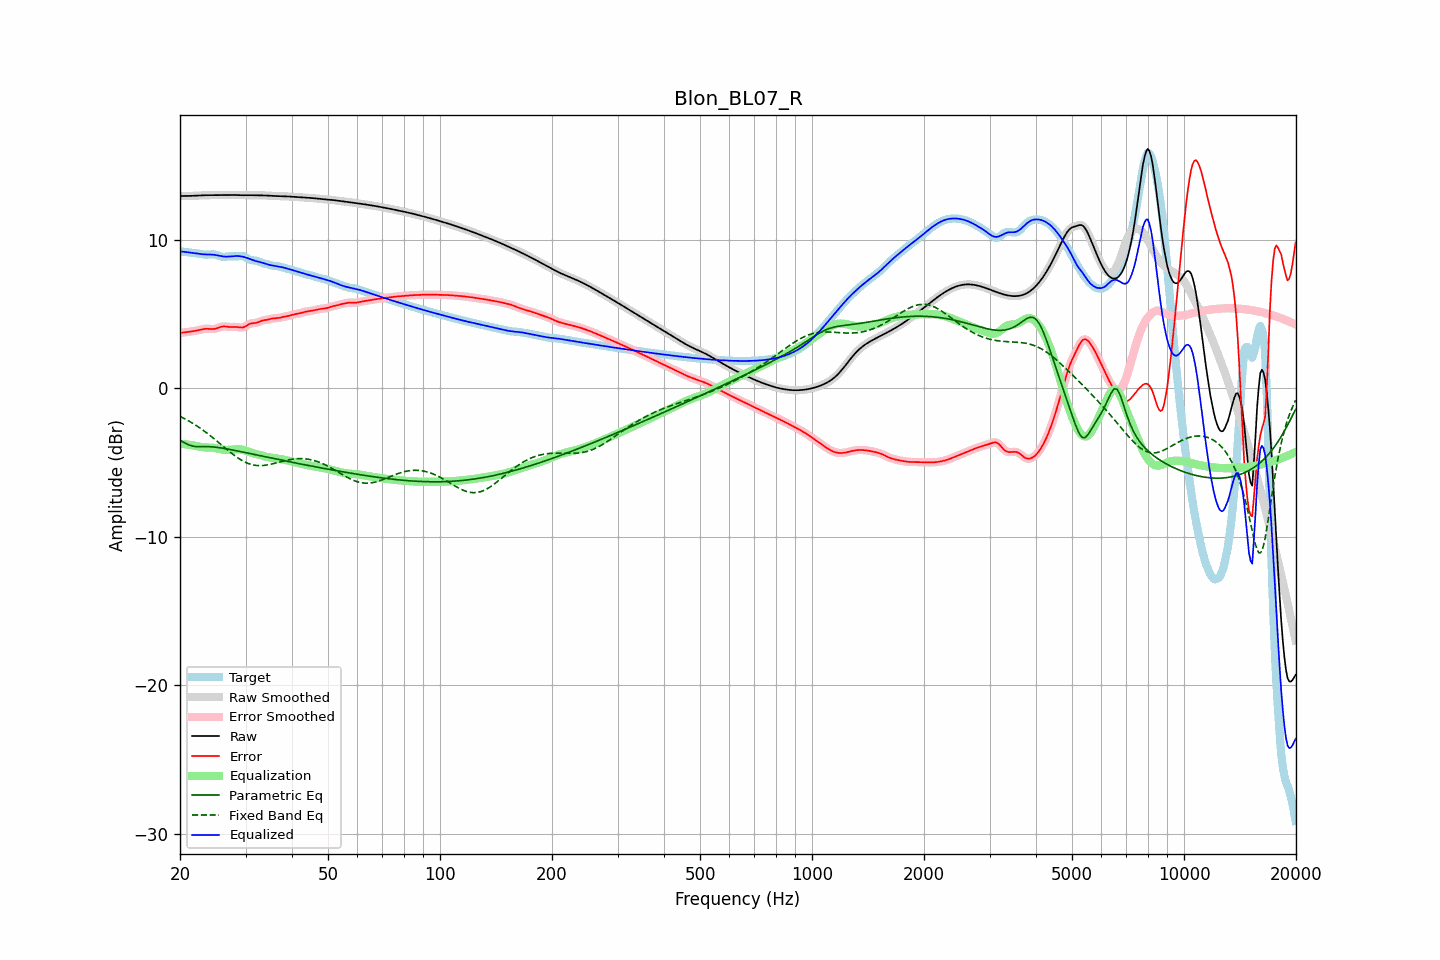 Blon_BL07_R
Amplitude (dBr)
10
0
−10
−20
−30
Target
Raw Smoothed
Error Smoothed
Raw
Error
Equalization
Parametric Eq
Fixed Band Eq
Equalized
20 50 100 200 500 1000 2000 5000 10000 20000
Frequency (Hz)